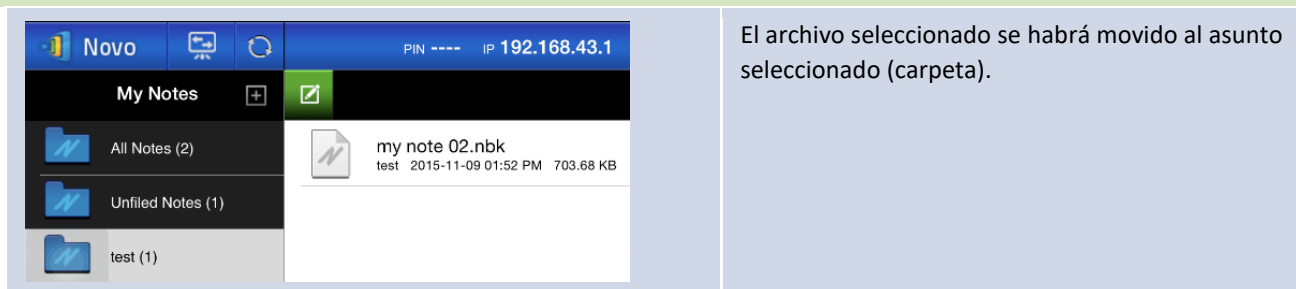 Novo
PIN ---- IP 192.168.43.1
My Notes
All Notes (2)
Unfiled Notes (1)
test (1)
my note 02.nbk
test 2015-11-09 01:52 PM 703.68 KB
El archivo seleccionado se habrá movido al asunto
seleccionado (carpeta).